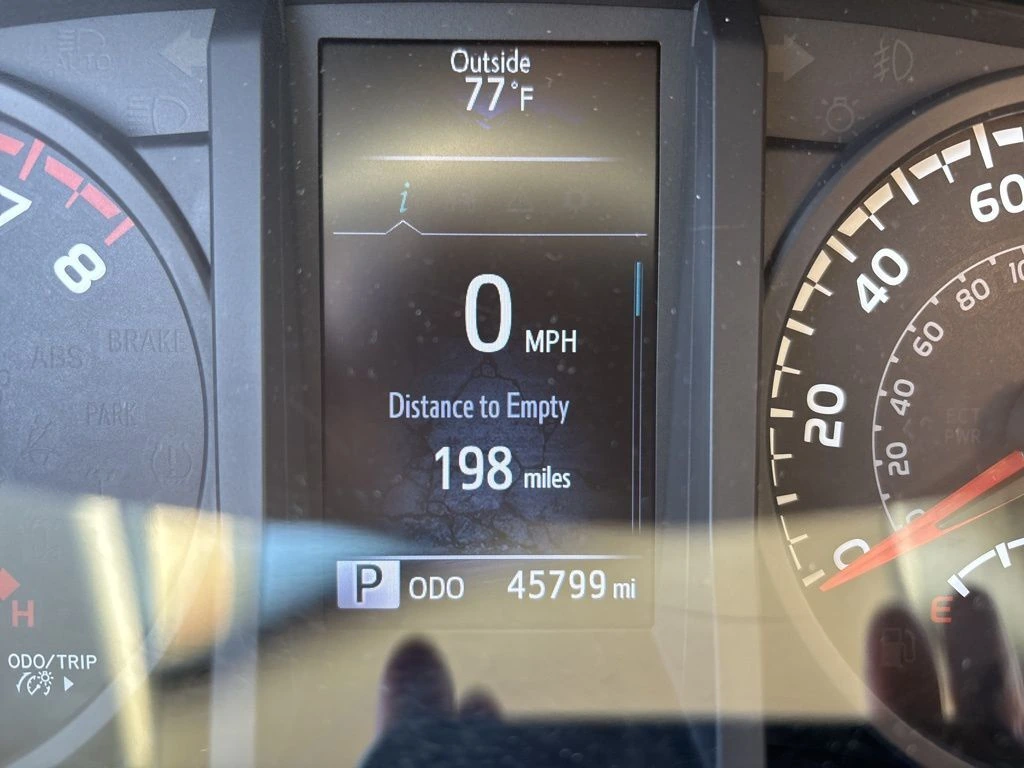 Outside
77°F
i
0 MPH
Distance to Empty
198 miles
P ODO 45799 mi
7
8
AUTO
ABS
BRAKE
PARK
H
ODO/TRIP
0
20
40
60
0
20
40
60
80
ECT
PWR
E